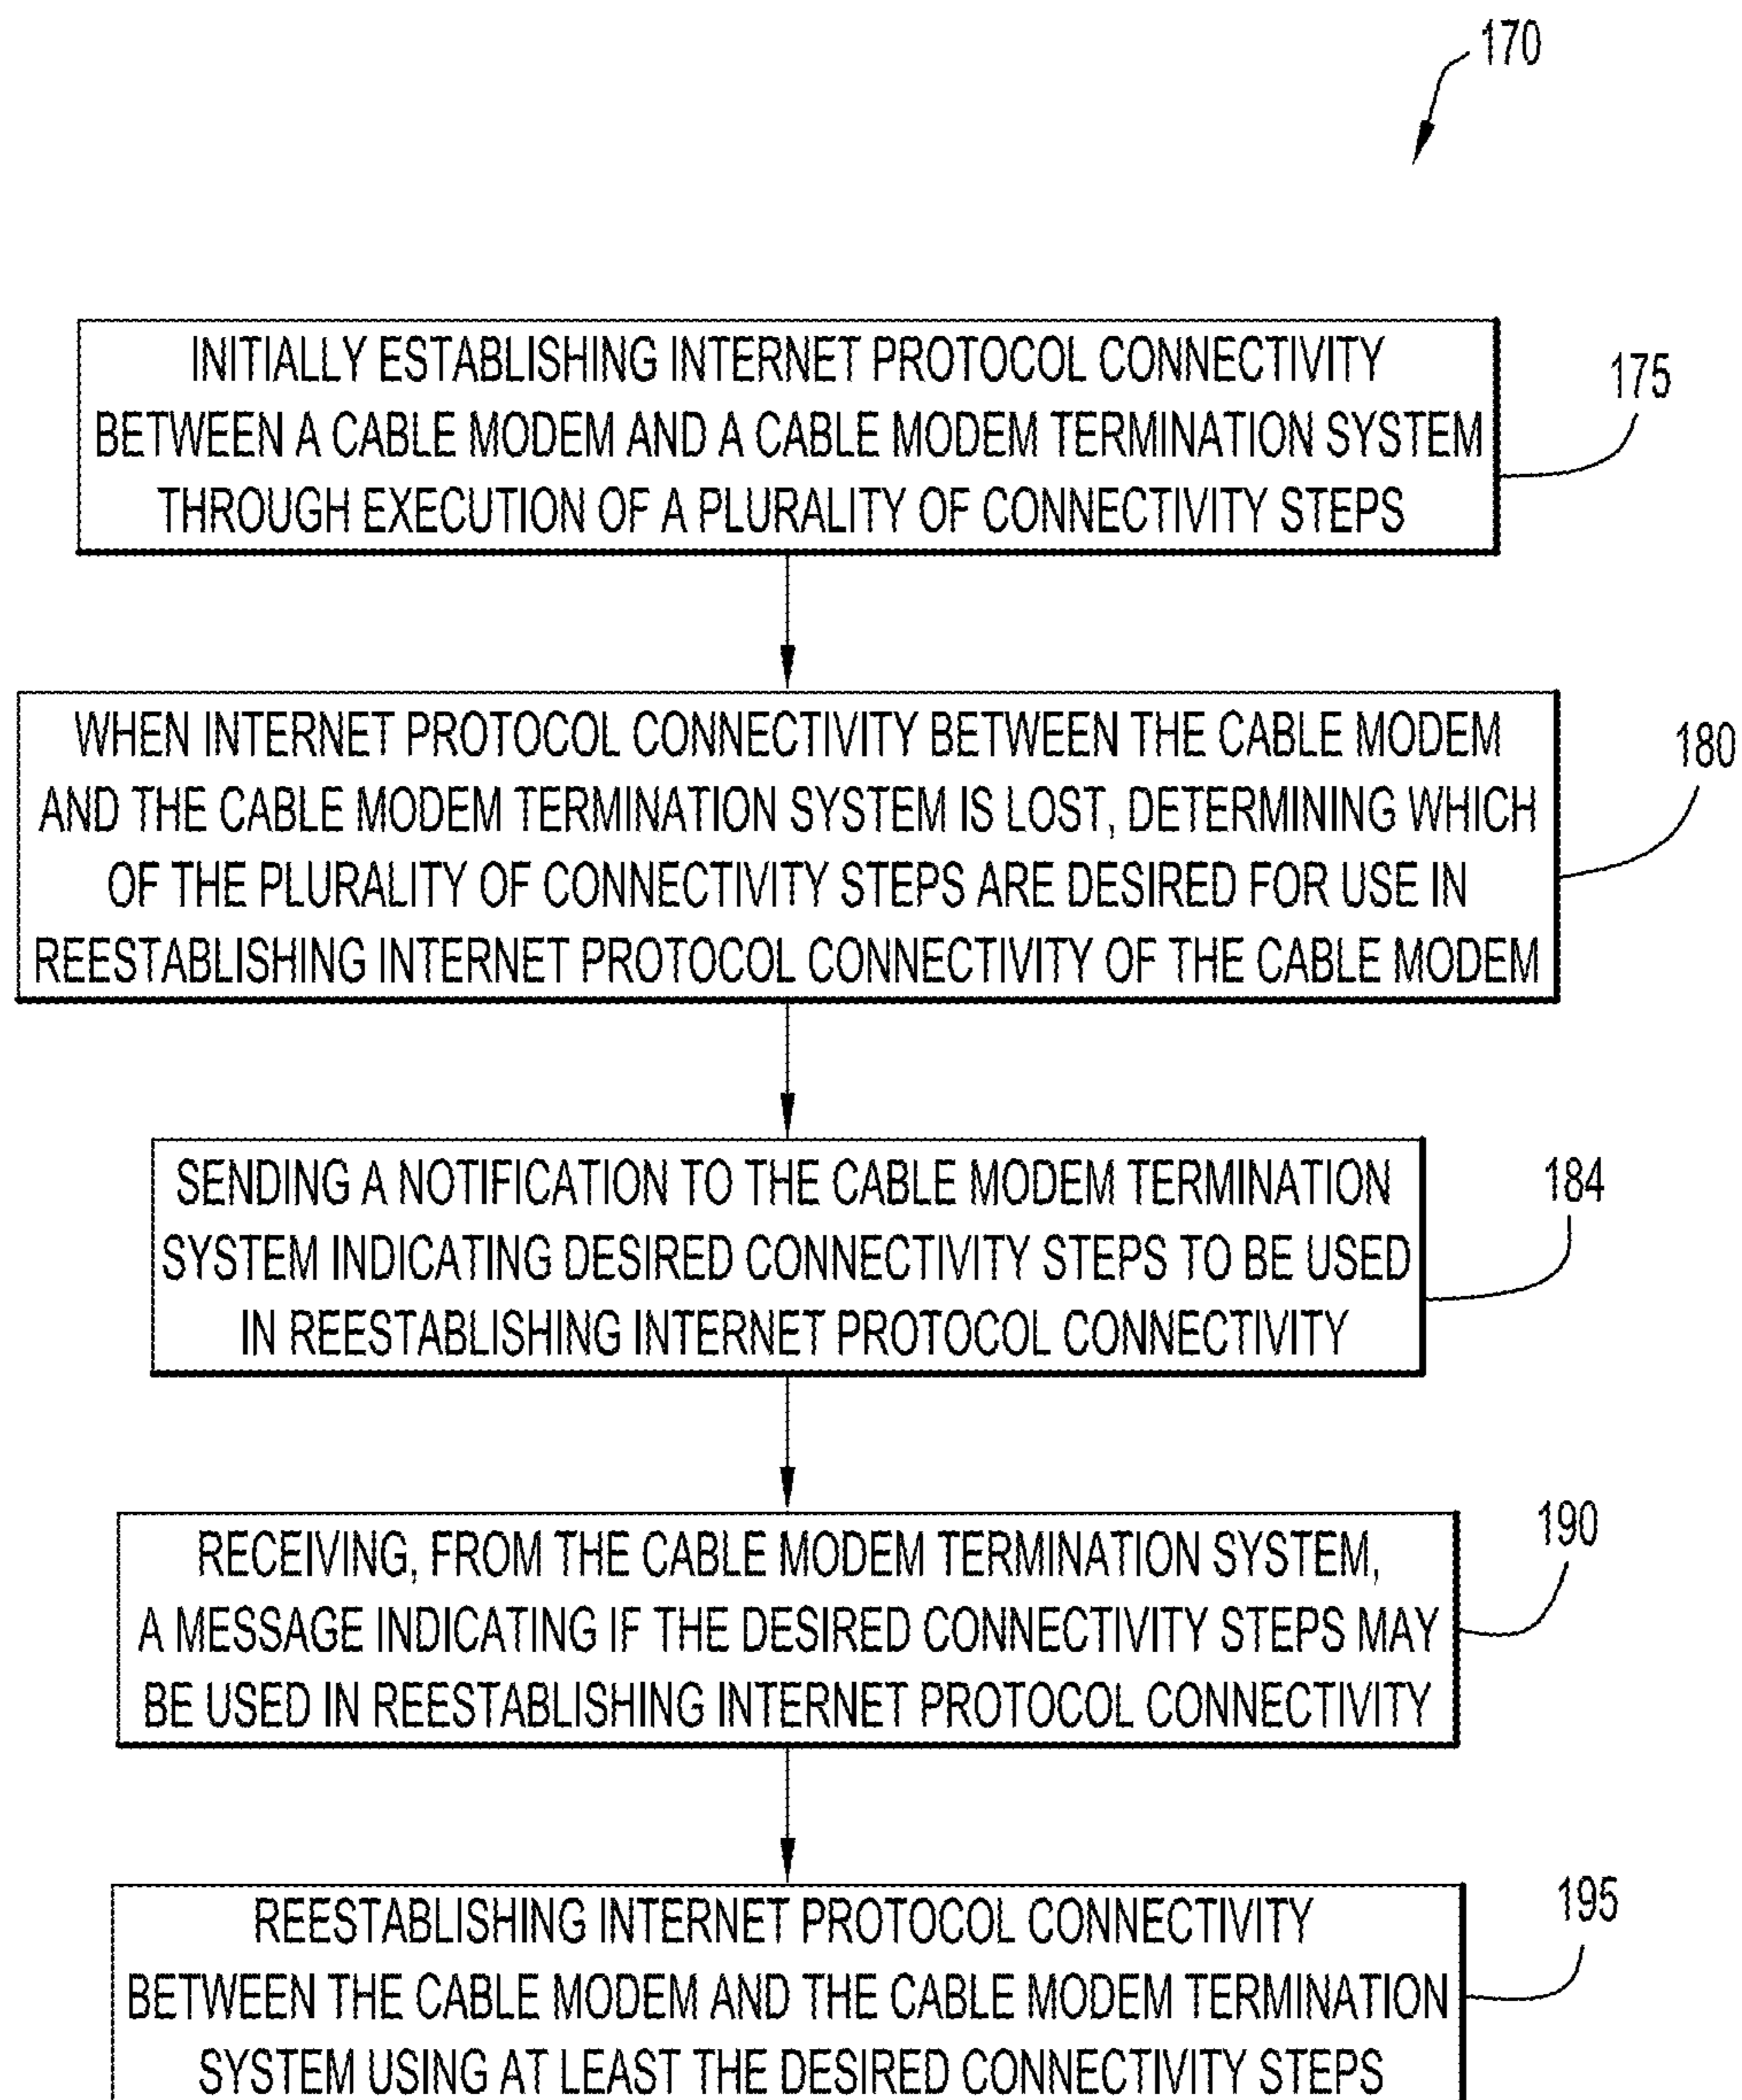 170
INITIALLY ESTABLISHING INTERNET PROTOCOL CONNECTIVITY
BETWEEN A CABLE MODEM AND A CABLE MODEM TERMINATION SYSTEM
THROUGH EXECUTION OF A PLURALITY OF CONNECTIVITY STEPS
175
WHEN INTERNET PROTOCOL CONNECTIVITY BETWEEN THE CABLE MODEM
AND THE CABLE MODEM TERMINATION SYSTEM IS LOST, DETERMINING WHICH
OF THE PLURALITY OF CONNECTIVITY STEPS ARE DESIRED FOR USE IN
REESTABLISHING INTERNET PROTOCOL CONNECTIVITY OF THE CABLE MODEM
180
SENDING A NOTIFICATION TO THE CABLE MODEM TERMINATION
SYSTEM INDICATING DESIRED CONNECTIVITY STEPS TO BE USED
IN REESTABLISHING INTERNET PROTOCOL CONNECTIVITY
184
RECEIVING, FROM THE CABLE MODEM TERMINATION SYSTEM,
A MESSAGE INDICATING IF THE DESIRED CONNECTIVITY STEPS MAY
BE USED IN REESTABLISHING INTERNET PROTOCOL CONNECTIVITY
190
REESTABLISHING INTERNET PROTOCOL CONNECTIVITY
BETWEEN THE CABLE MODEM AND THE CABLE MODEM TERMINATION
SYSTEM USING AT LEAST THE DESIRED CONNECTIVITY STEPS
195